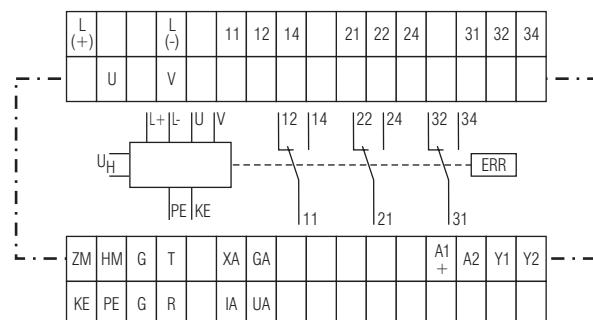 L (+) L (-) 11 12 14 21 22 24 31 32 34
U V
L+ L- U V 12 14 22 24 32 34
UH ERR
PE KE
11 21 31
ZM HM G T XA GA A1 + A2 Y1 Y2
KE PE G R IA UA